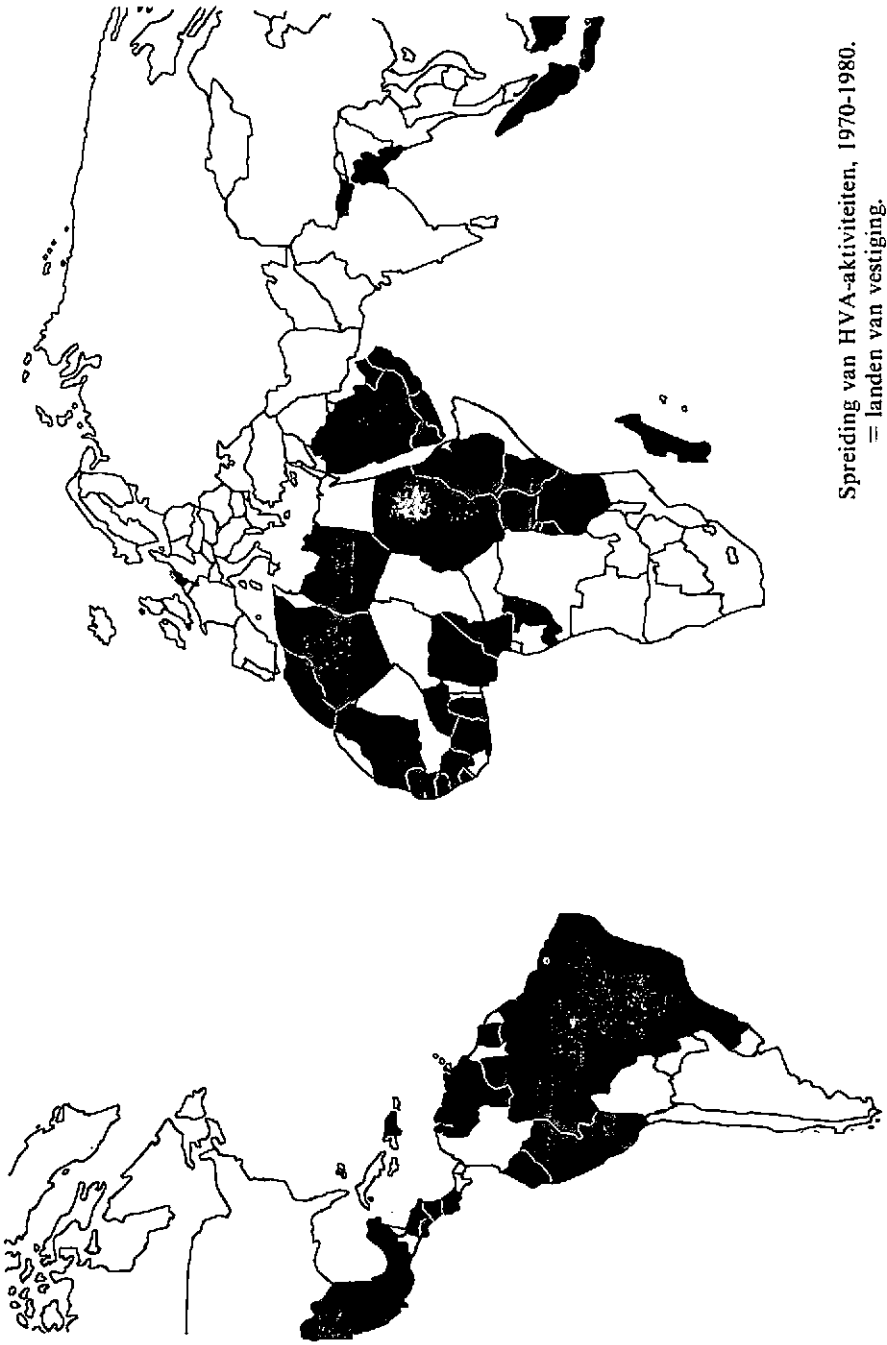 Spreiding van HVA-aktiviteiten, 1970-1980.
= landen van vestiging.